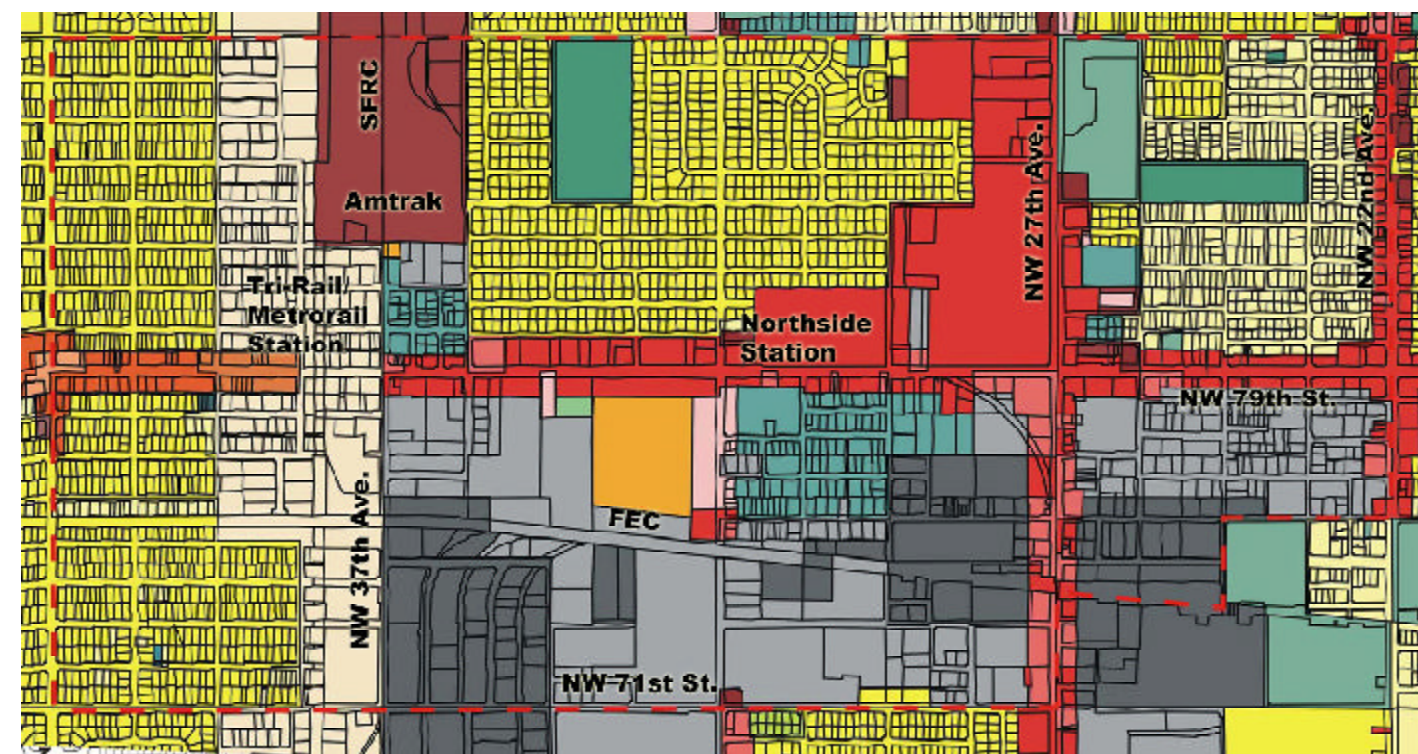 SFRC
Amtrak
NW 27th Ave.
NW 22nd Ave.
Tri-Rail/
Metrorail
Station
Northside
Station
NW 79th St.
NW 37th Ave.
FEC
NW 71st St.